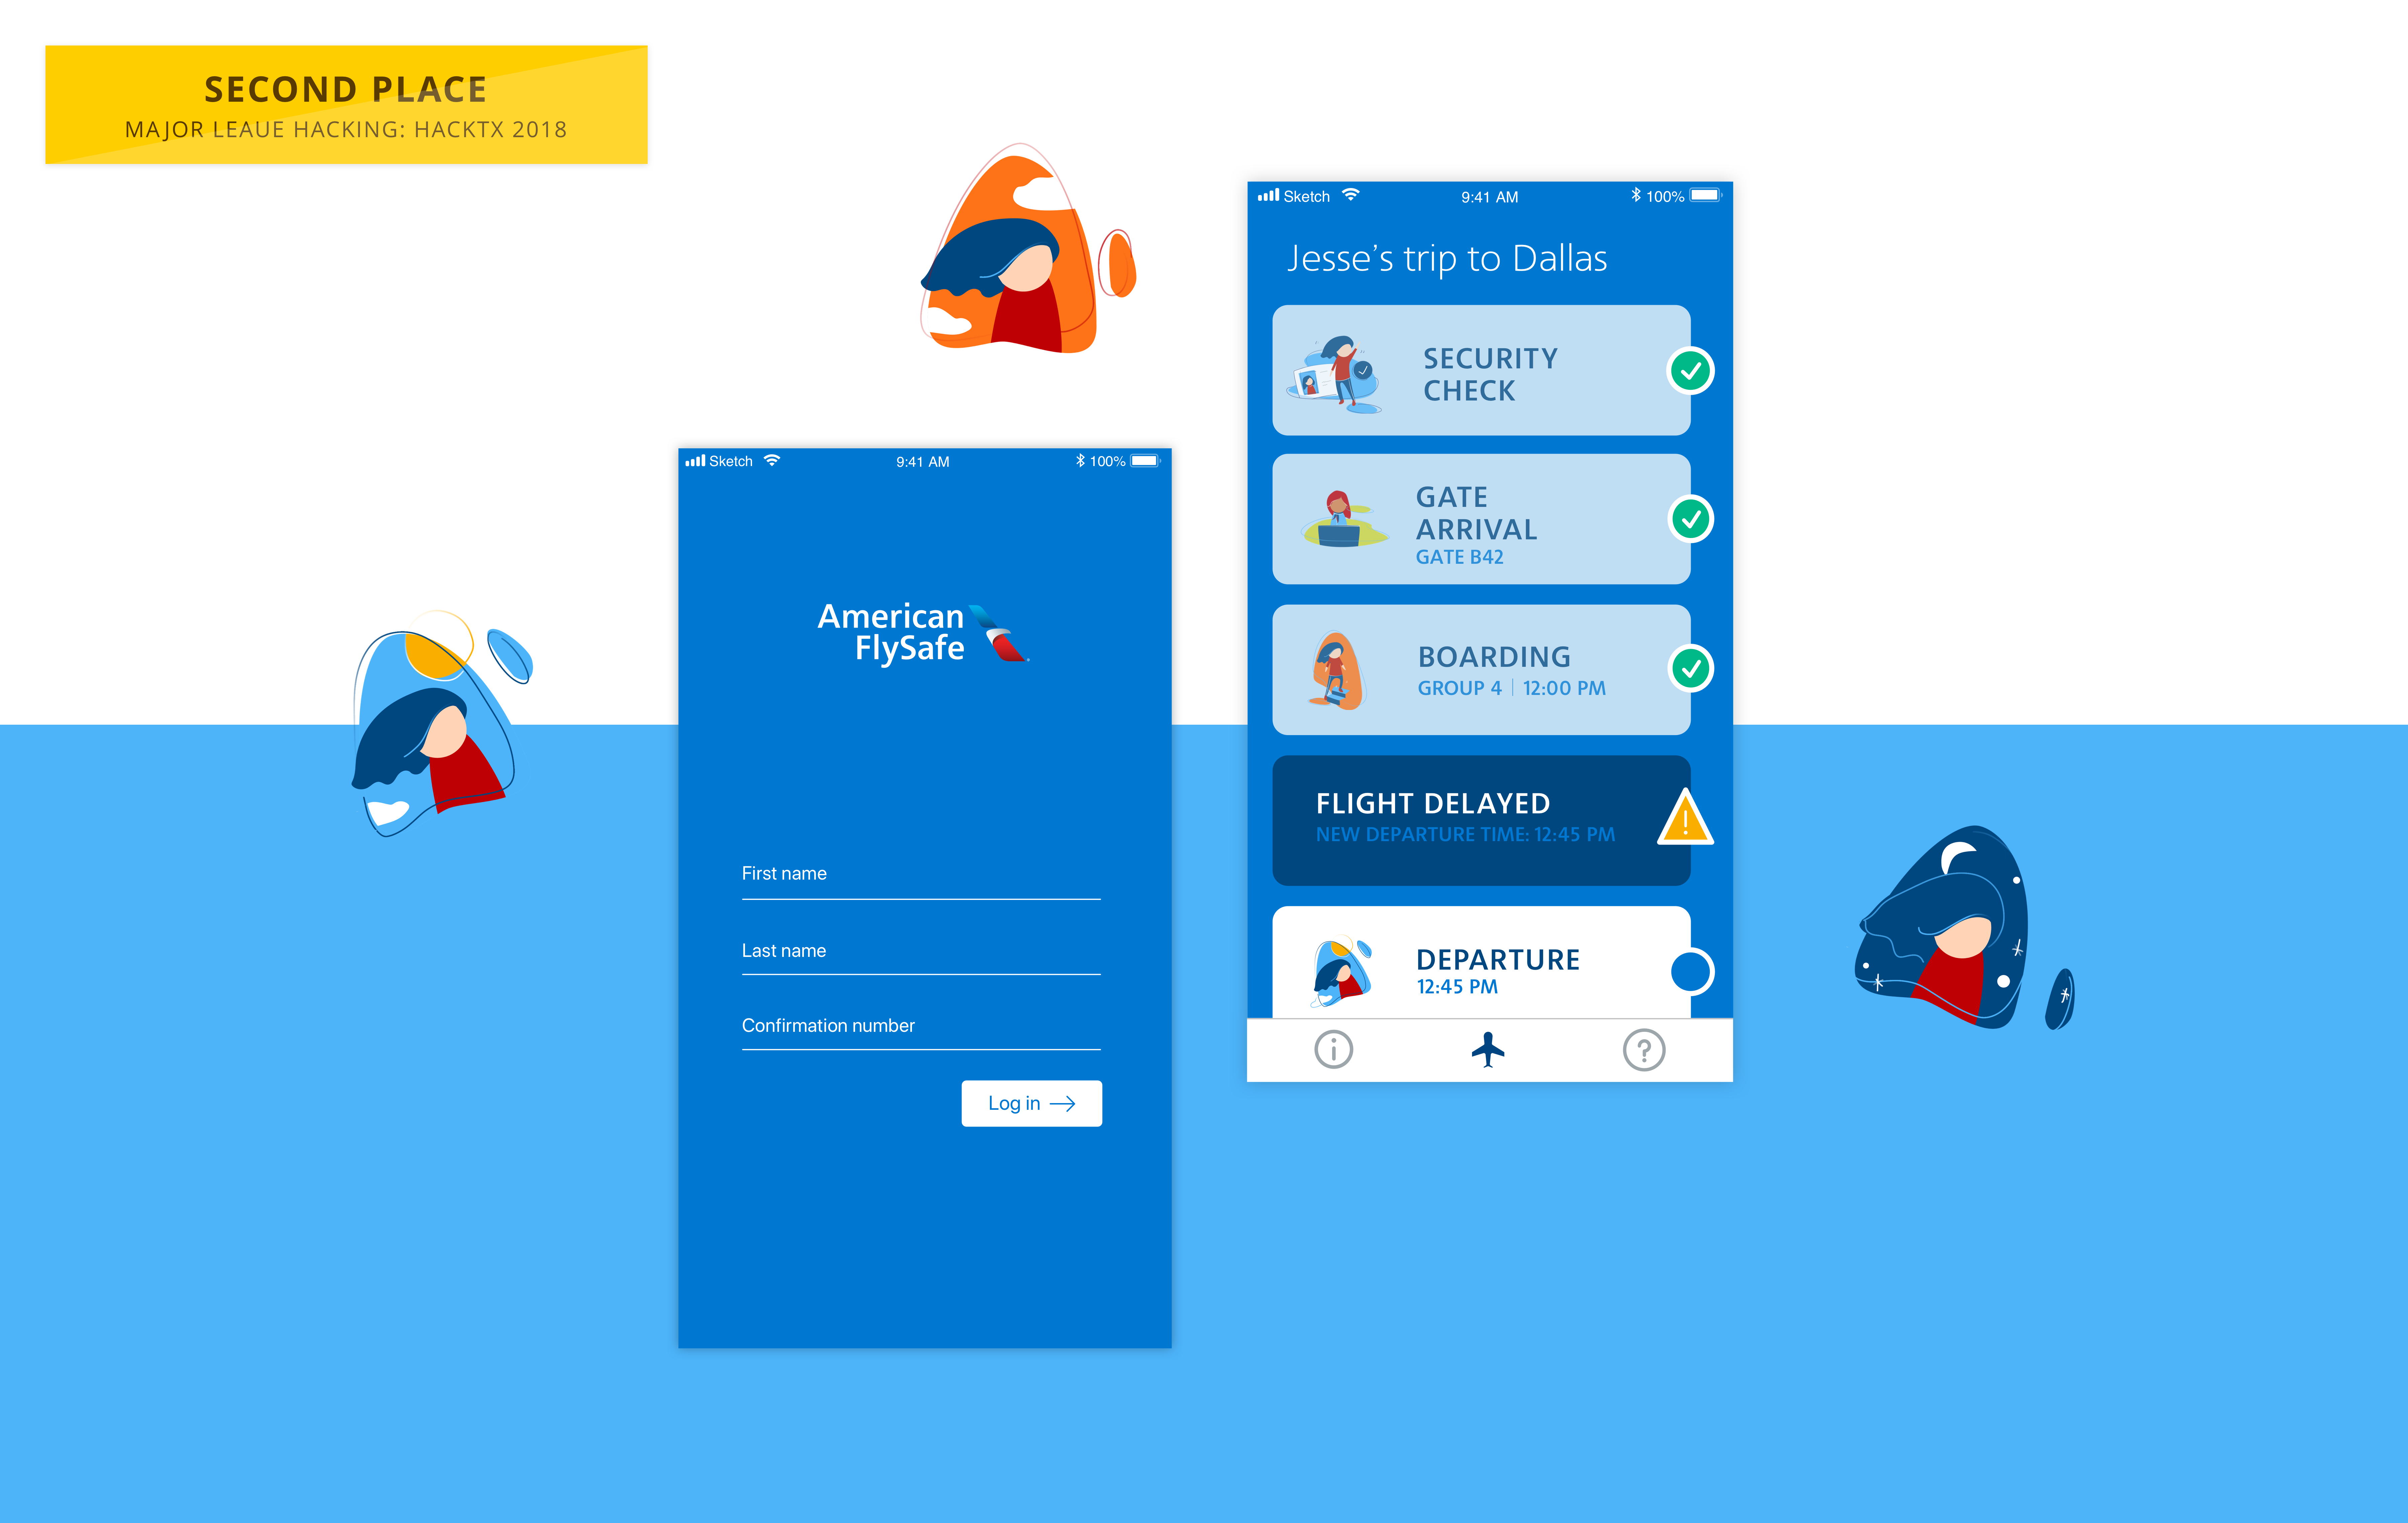 SECOND PLACE
MAJOR LEAUE HACKING: HACKTX 2018
Sketch 9:41 AM 100%
American
FlySafe
First name
Last name
Confirmation number
Log in
Sketch 9:41 AM 100%
Jesse’s trip to Dallas
SECURITY
CHECK
GATE
ARRIVAL
GATE B42
BOARDING
GROUP 4 | 12:00 PM
FLIGHT DELAYED
NEW DEPARTURE TIME: 12:45 PM
DEPARTURE
12:45 PM